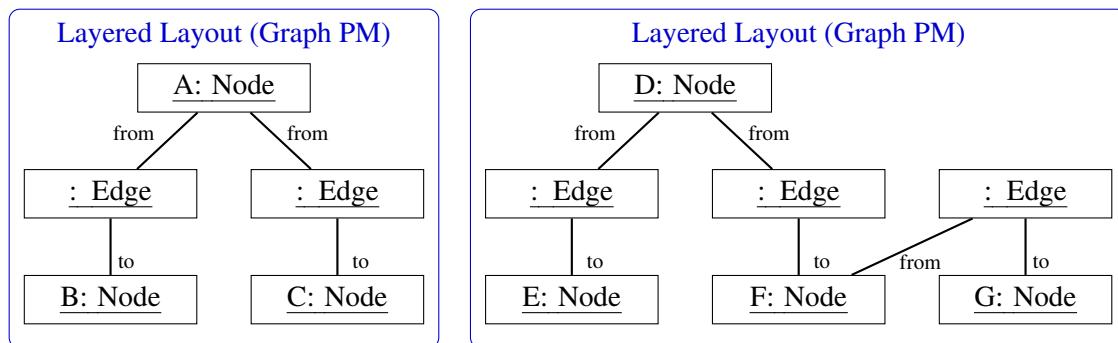 Layered Layout (Graph PM)
A: Node
from
from
: Edge
: Edge
to
to
B: Node
C: Node
Layered Layout (Graph PM)
D: Node
from
from
: Edge
: Edge
: Edge
to
to
from
to
E: Node
F: Node
G: Node